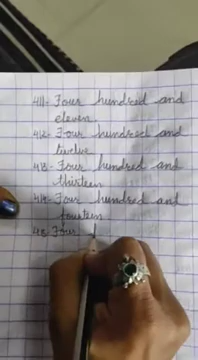 411- Four hundred and
eleven
412- Four hundred and
twelve
413- Four hundred and
thirteen
414- Four hundred and
fourteen
Four